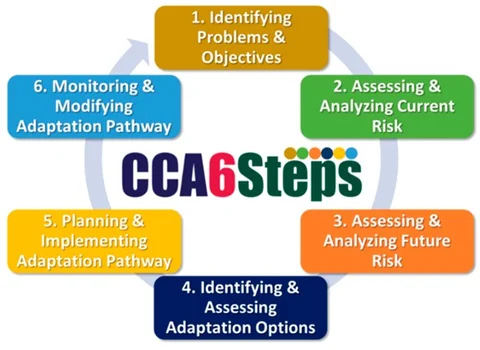 1. Identifying
Problems &
Objectives
2. Assessing &
Analyzing Current
Risk
3. Assessing &
Analyzing Future
Risk
4. Identifying &
Assessing
Adaptation Options
5. Planning &
Implementing
Adaptation Pathway
6. Monitoring &
Modifying
Adaptation Pathway
CCA6Steps